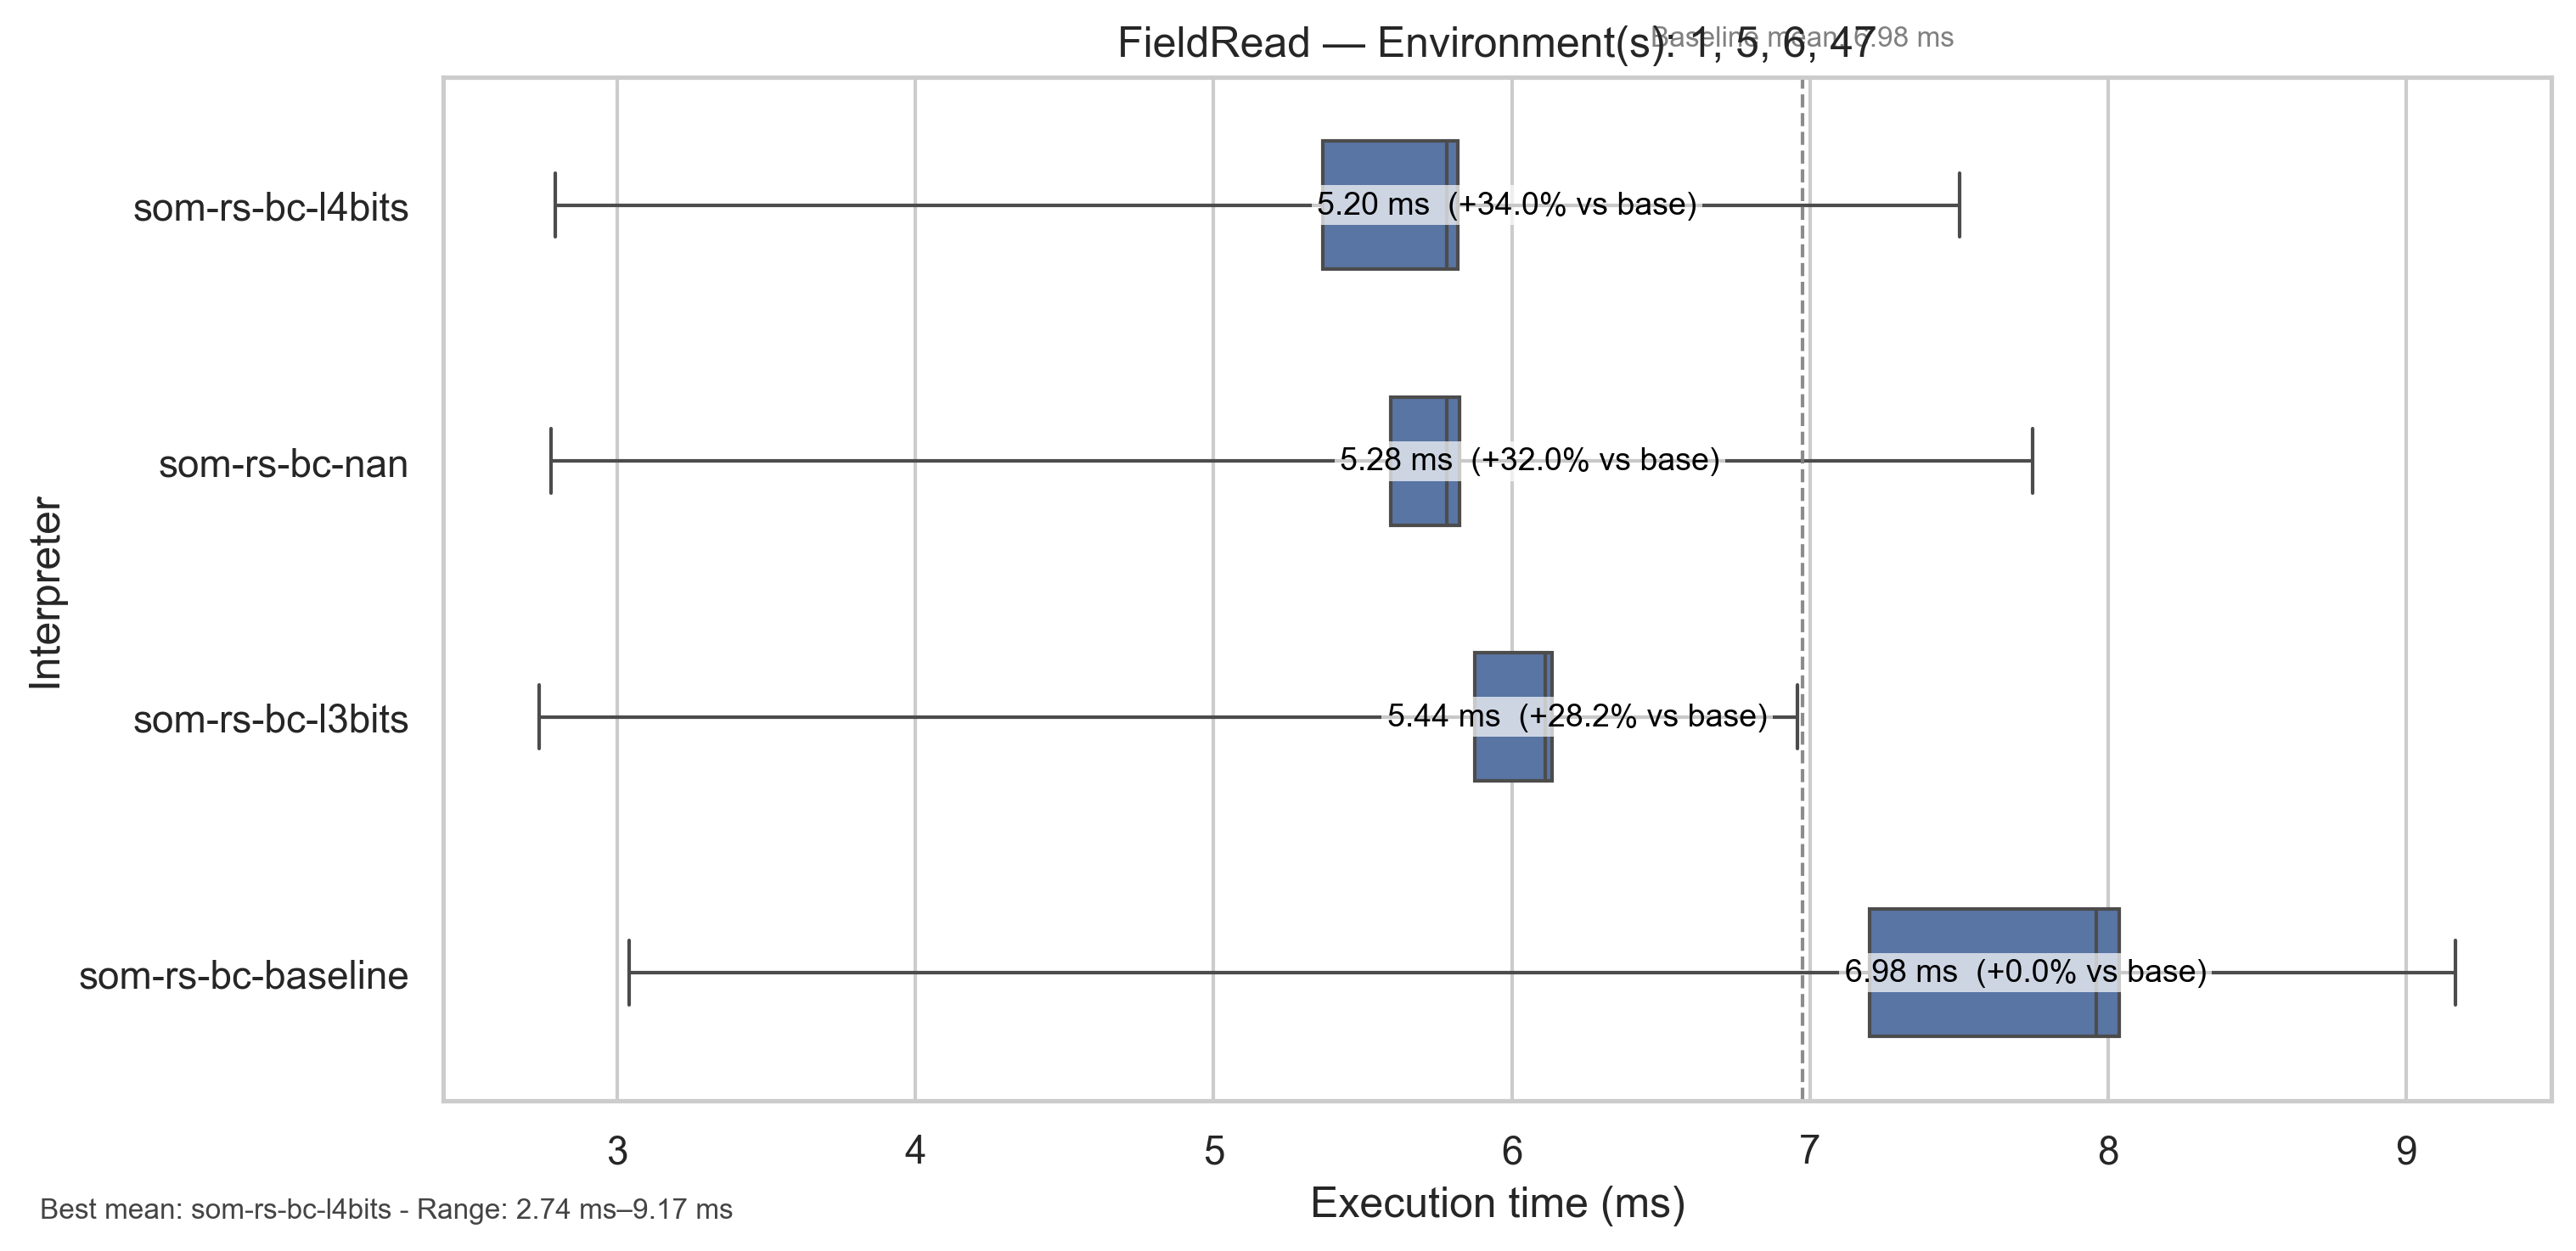 Baseline mean: 6.98 ms
FieldRead — Environment(s): 1, 5, 6, 47
Interpreter
som-rs-bc-l4bits
5.20 ms (+34.0% vs base)
som-rs-bc-nan
5.28 ms (+32.0% vs base)
som-rs-bc-l3bits
5.44 ms (+28.2% vs base)
som-rs-bc-baseline
6.98 ms (+0.0% vs base)
3 4 5 6 7 8 9
Execution time (ms)
Best mean: som-rs-bc-l4bits - Range: 2.74 ms–9.17 ms